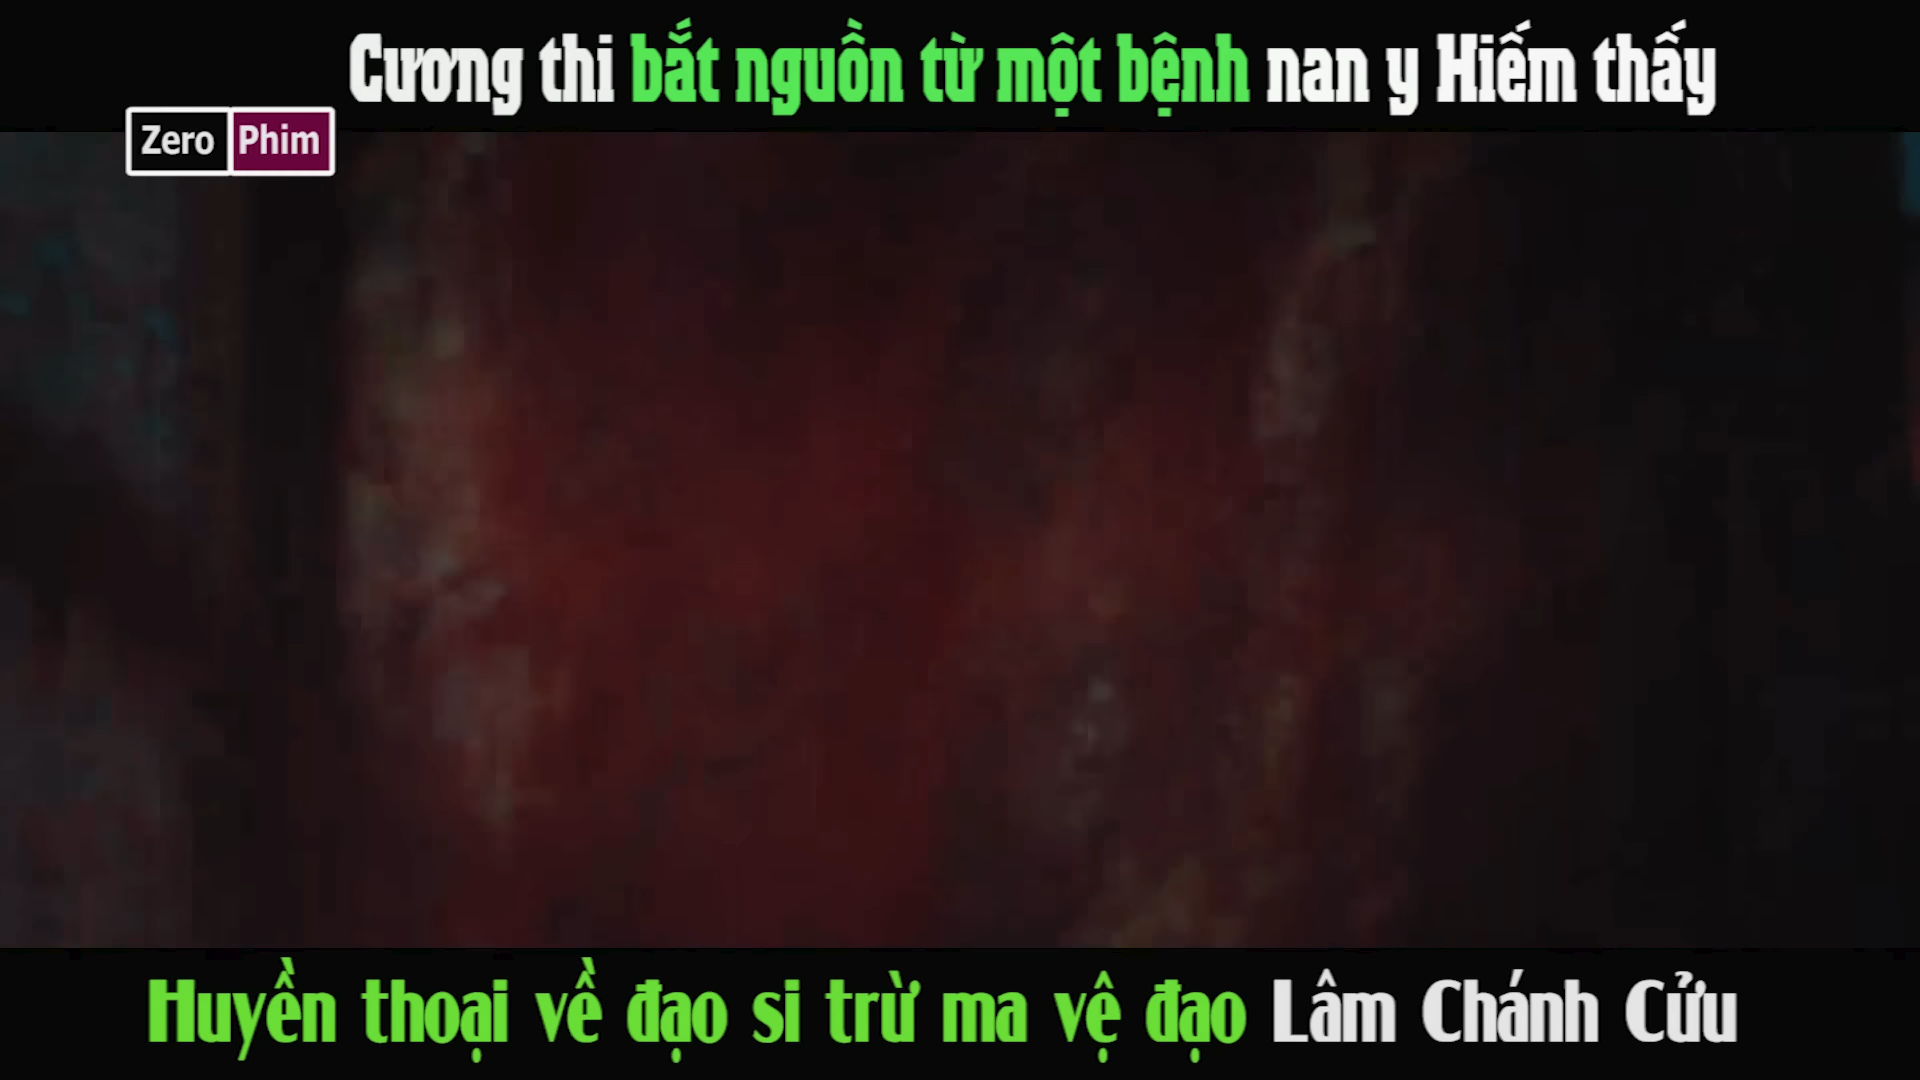 Cương thi bắt nguồn từ một bệnh nan y Hiếm thấy
Zero Phim
Huyền thoại về đạo si trừ ma vệ đạo Lâm Chánh Cửu